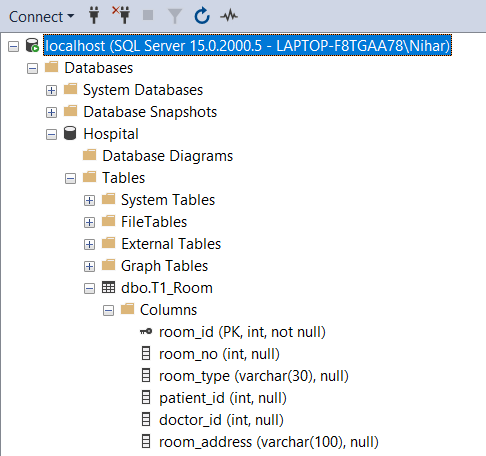 Connect
localhost (SQL Server 15.0.2000.5 - LAPTOP-F8TGAA78\Nihar)
Databases
System Databases
Database Snapshots
Hospital
Database Diagrams
Tables
System Tables
FileTables
External Tables
Graph Tables
dbo.T1_Room
Columns
room_id (PK, int, not null)
room_no (int, null)
room_type (varchar(30), null)
patient_id (int, null)
doctor_id (int, null)
room_address (varchar(100), null)